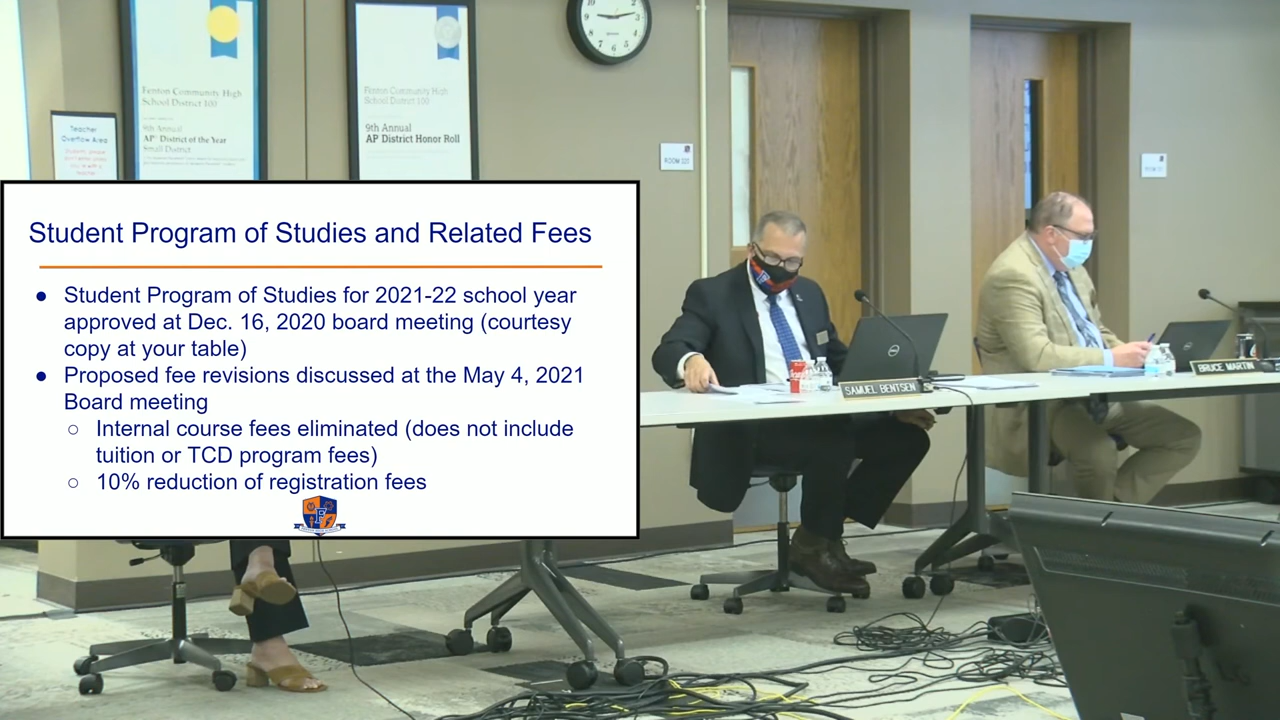 Fenton Community High
School District 100
9th Annual
AP® District of the Year
Small District
Fenton Community High
School District 100
9th Annual
AP District Honor Roll
Teacher
Overflow Area
ROOM
Student Program of Studies and Related Fees
● Student Program of Studies for 2021-22 school year
approved at Dec. 16, 2020 board meeting (courtesy
copy at your table)
● Proposed fee revisions discussed at the May 4, 2021
Board meeting
○ Internal course fees eliminated (does not include
tuition or TCD program fees)
○ 10% reduction of registration fees
F
DELL
SAMUEL BENTSEN
DELL
BRUCE MARTIN